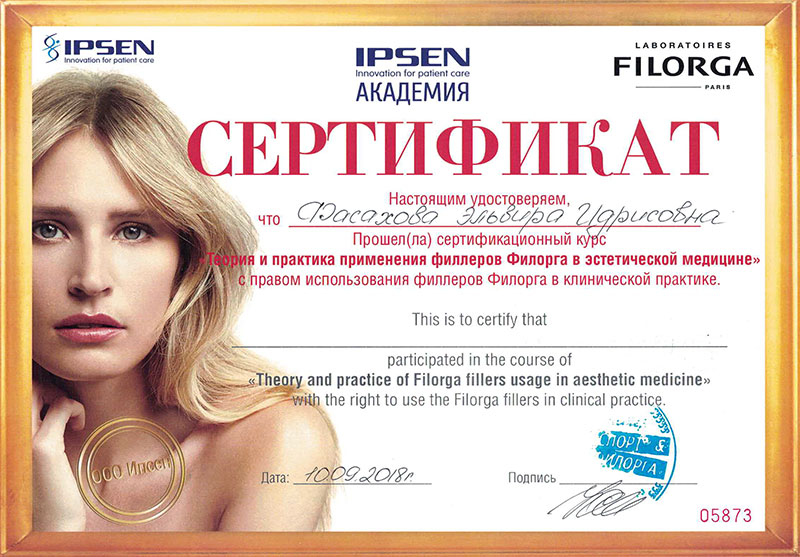 IPSEN
Innovation for patient care
IPSEN
Innovation for patient care
АКАДЕМИЯ
LABORATOIRES
FILORGA
PARIS
СЕРТИФИКАТ
Настоящим удостоверяем,
что Фасахова Эльвира Идрисовна
Прошел(ла) сертификационный курс
«Теория и практика применения филлеров Филорга в эстетической медицине»
с правом использования филлеров Филорга в клинической практике.
This is to certify that
participated in the course of
«Theory and practice of Filorga fillers usage in aesthetic medicine»
with the right to use the Filorga fillers in clinical practice.
ООО Ипсен
Дата: 10.09.2018г.
Подпись
05873